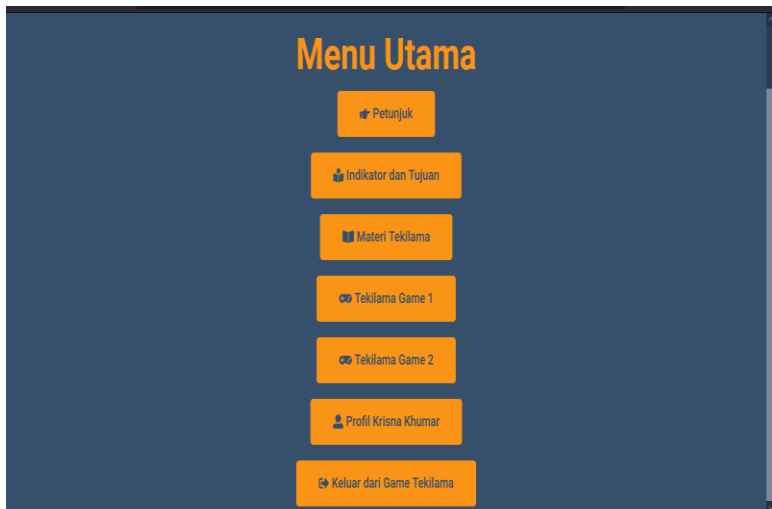 Menu Utama
Petunjuk
Indikator dan Tujuan
Materi Tekilama
Tekilama Game 1
Tekilama Game 2
Profil Krisna Khumar
Keluar dari Game Tekilama